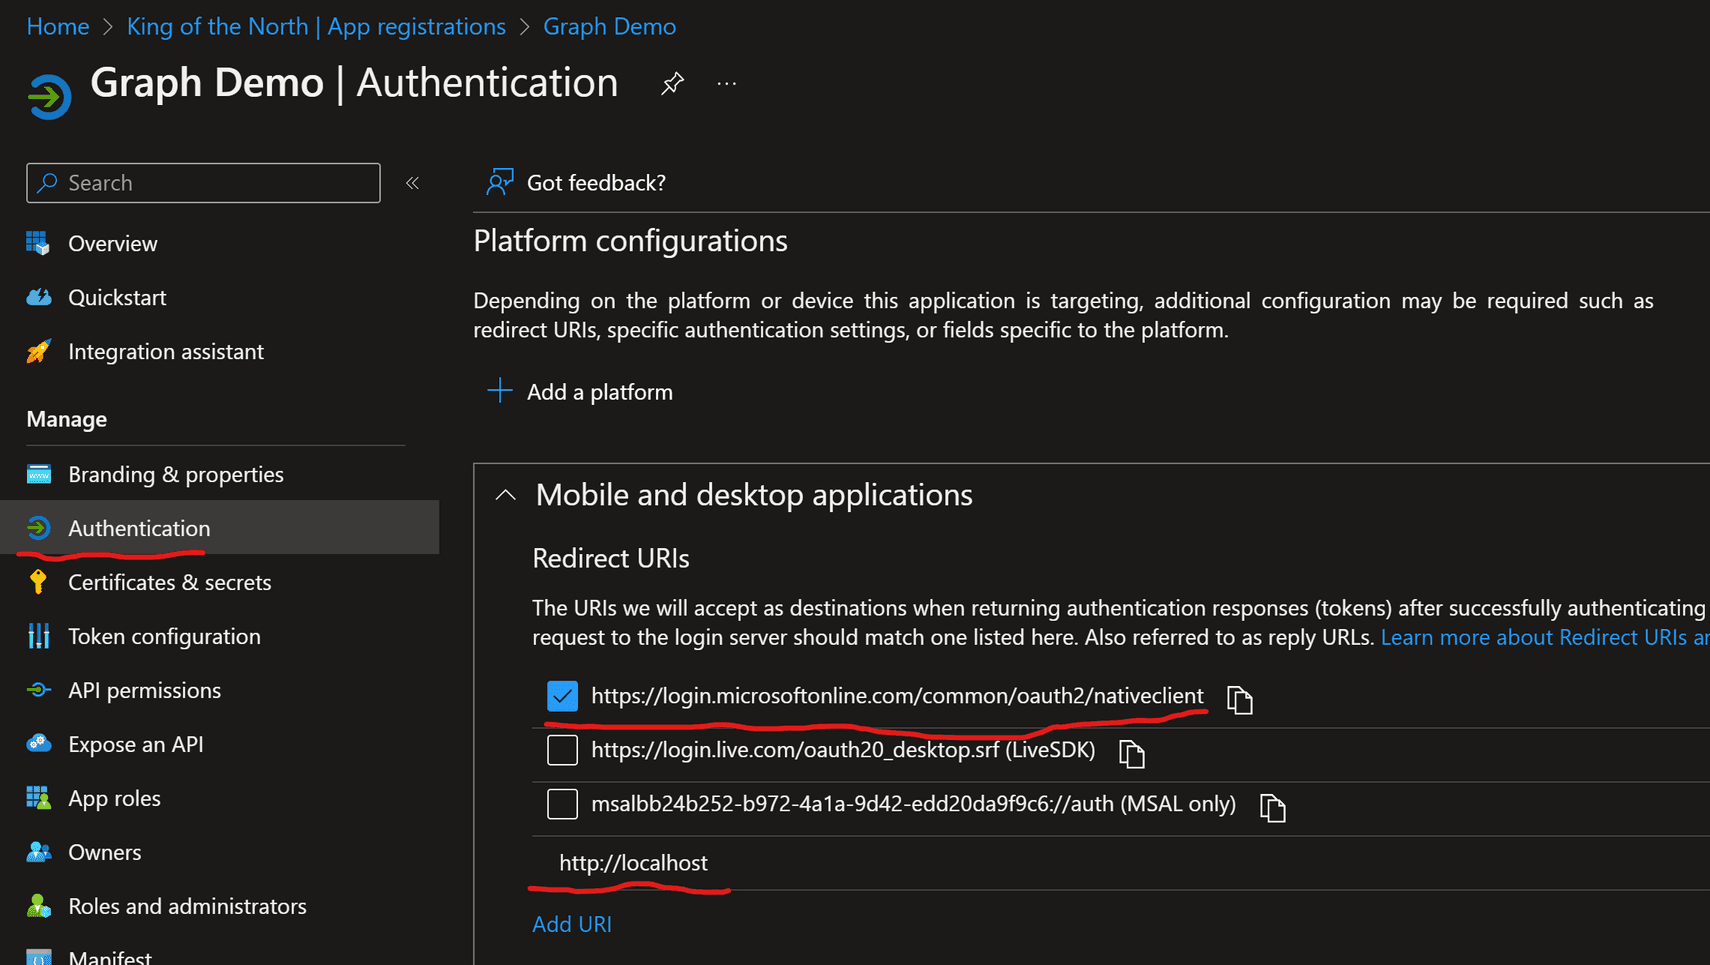 Home > King of the North | App registrations > Graph Demo
Graph Demo | Authentication
Search
Overview
Quickstart
Integration assistant
Manage
Branding & properties
Authentication
Certificates & secrets
Token configuration
API permissions
Expose an API
App roles
Owners
Roles and administrators
Manifest
Got feedback?
Platform configurations
Depending on the platform or device this application is targeting, additional configuration may be required such as
redirect URIs, specific authentication settings, or fields specific to the platform.
Add a platform
Mobile and desktop applications
Redirect URIs
The URIs we will accept as destinations when returning authentication responses (tokens) after successfully authenticating
request to the login server should match one listed here. Also referred to as reply URLs. Learn more about Redirect URIs
https://login.microsoftonline.com/common/oauth2/nativeclient
https://login.live.com/oauth20_desktop.srf (LiveSDK)
msalbb24b252-b972-4a1a-9d42-edd20da9f9c6://auth (MSAL only)
http://localhost
Add URI